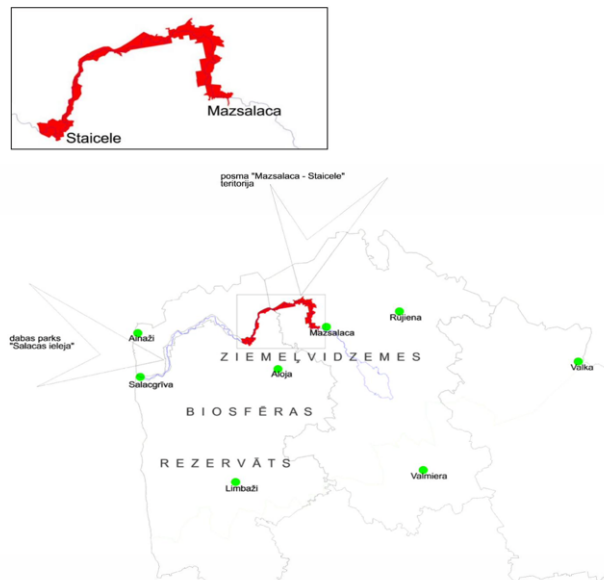 Mazsalaca
Staicele
posma "Mazsalaca - Staicele"
teritorija
dabas parks
"Salacas ieleja"
Ainaži
Rūjiena
Mazsalaca
ZIEMEĻVIDZEMES
Aloja
Valka
Salacgrīva
BIOSFĒRAS
REZERVĀTS
Valmiera
Limbaži